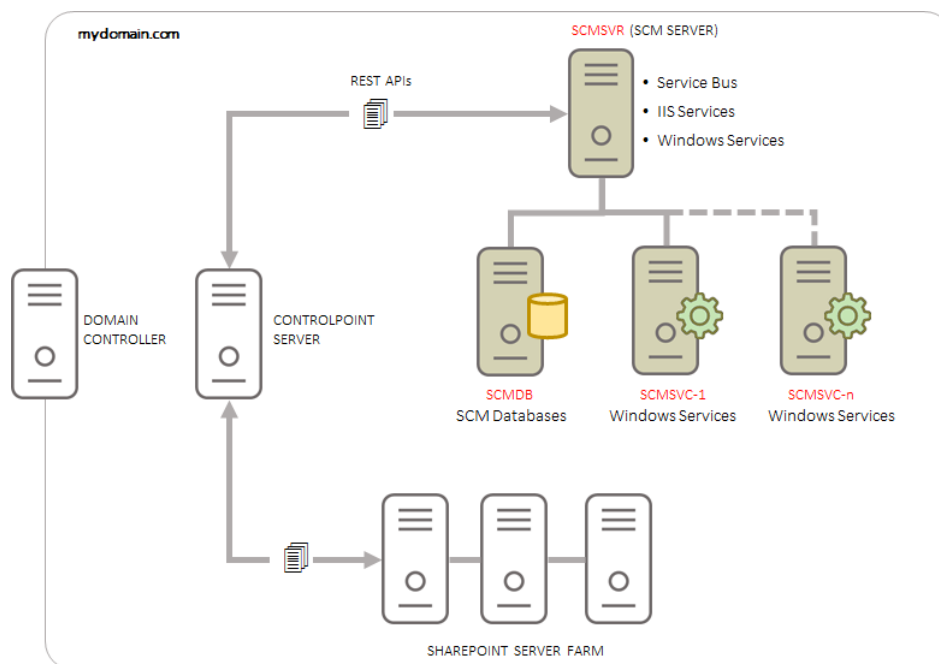 mydomain.com
SCMSVR (SCM SERVER)
REST APIs
• Service Bus
• IIS Services
• Windows Services
DOMAIN
CONTROLLER
CONTROLPOINT
SERVER
SCMDB
SCM Databases
SCMSVC-1
Windows Services
SCMSVC-n
Windows Services
SHAREPOINT SERVER FARM